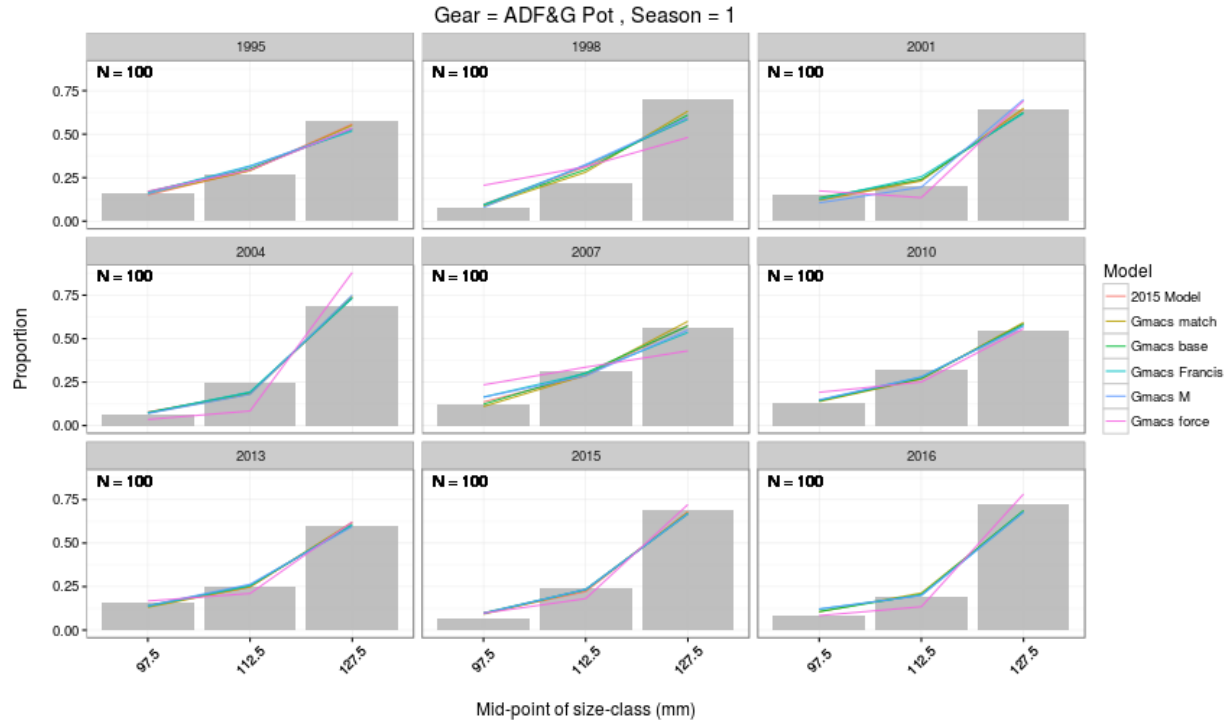 Gear = ADF&G Pot , Season = 1
1995
1998
2001
N = 100
N = 100
N = 100
0.75
0.50
0.25
0.00
2004
2007
2010
N = 100
N = 100
N = 100
0.75
0.50
0.25
0.00
2013
2015
2016
N = 100
N = 100
N = 100
0.75
0.50
0.25
0.00
97.5
112.5
127.5
97.5
112.5
127.5
97.5
112.5
127.5
Proportion
Mid-point of size-class (mm)
Model
2015 Model
Gmacs match
Gmacs base
Gmacs Francis
Gmacs M
Gmacs force